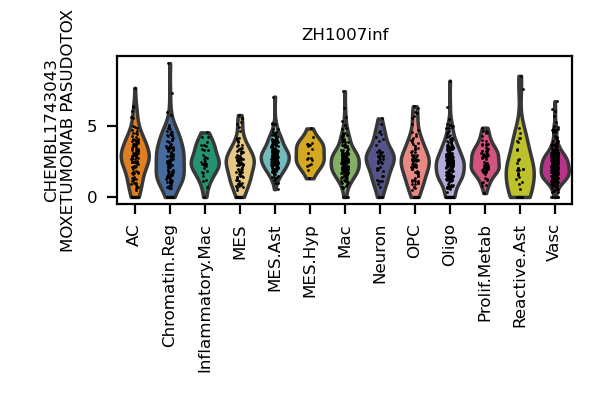 ZH1007inf
CHEMBL1743043
MOXETUMOMAB PASUDOTOX
5
0
AC
Chromatin.Reg
Inflammatory.Mac
MES
MES.Ast
MES.Hyp
Mac
Neuron
OPC
Oligo
Prolif.Metab
Reactive.Ast
Vasc